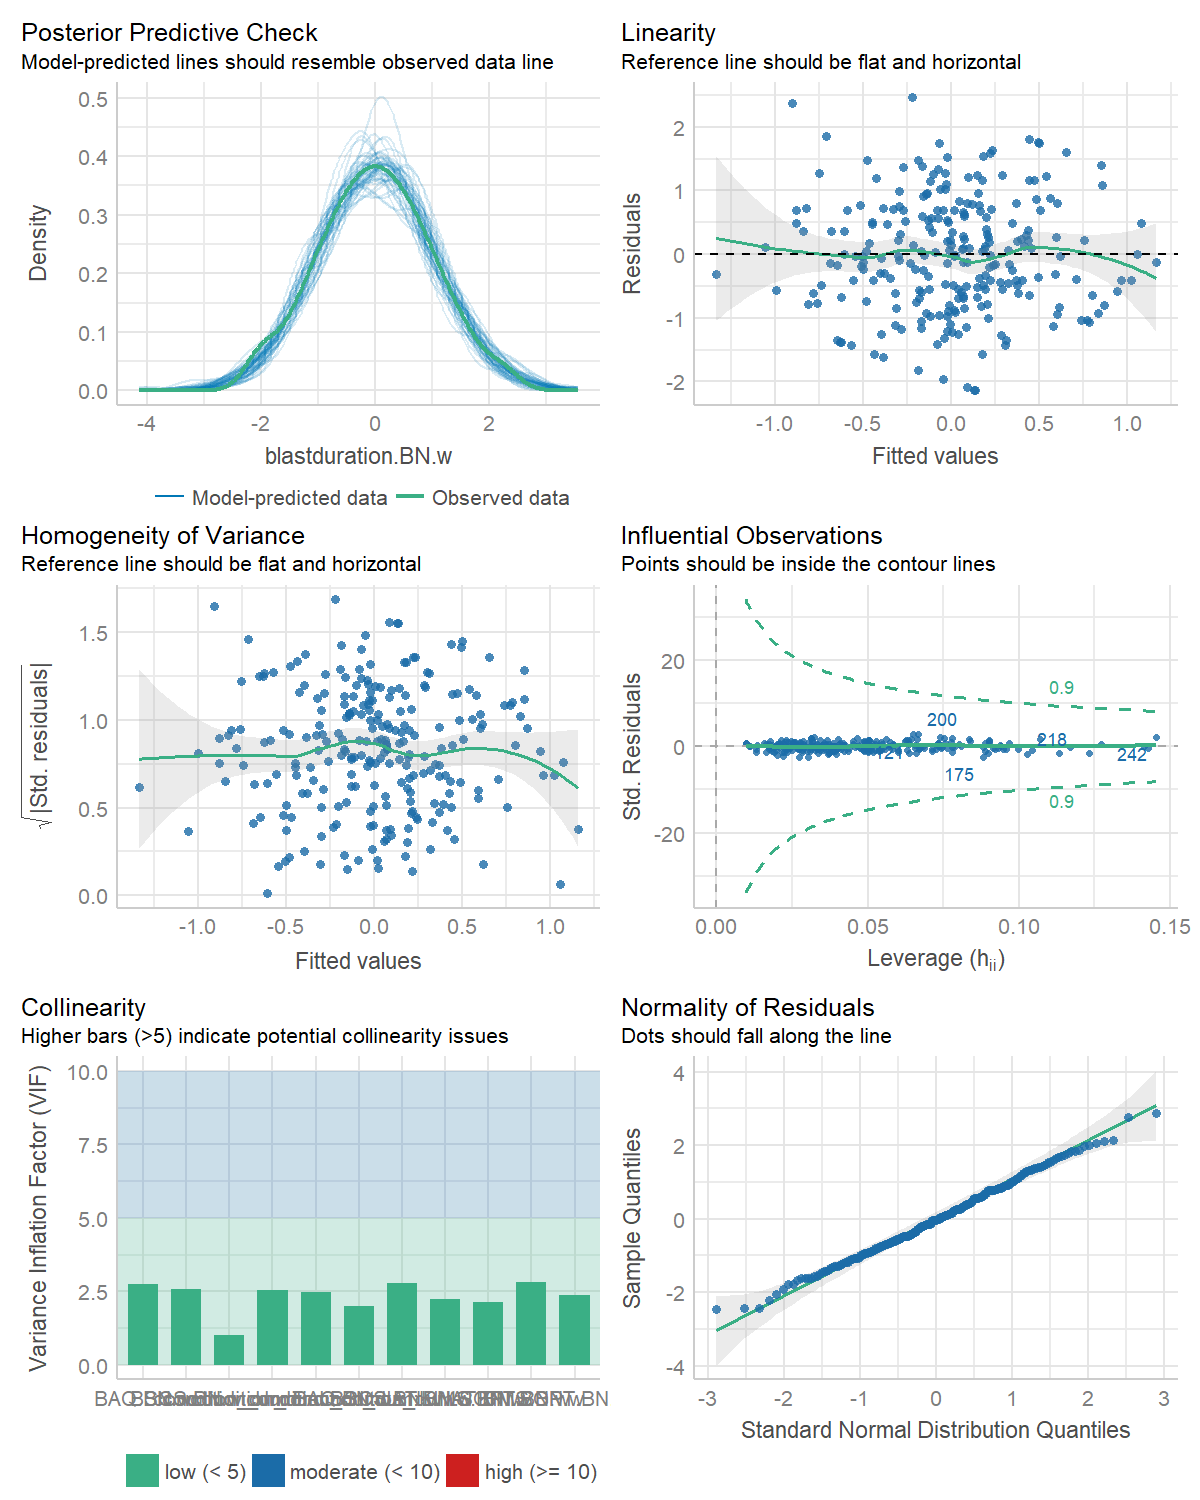 Posterior Predictive Check
Model-predicted lines should resemble observed data line
0.5
0.4
0.3
0.2
0.1
0.0
Density
-4 -2 0 2
blastduration.BN.w
Model-predicted data Observed data
Linearity
Reference line should be flat and horizontal
2
1
0
-1
-2
Residuals
-1.0 -0.5 0.0 0.5 1.0
Fitted values
Homogeneity of Variance
Reference line should be flat and horizontal
1.5
1.0
0.5
0.0
√|Std. residuals|
-1.0 -0.5 0.0 0.5 1.0
Fitted values
Influential Observations
Points should be inside the contour lines
20
0
-20
Std. Residuals
0.9
200
218
121
242
175
0.9
0.00 0.05 0.10 0.15
Leverage (hii)
Collinearity
Higher bars (>5) indicate potential collinearity issues
10.0
7.5
5.0
2.5
0.0
Variance Inflation Factor (VIF)
low (< 5) moderate (< 10) high (>= 10)
Normality of Residuals
Dots should fall along the line
4
2
0
-2
-4
Sample Quantiles
-3 -2 -1 0 1 2 3
Standard Normal Distribution Quantiles